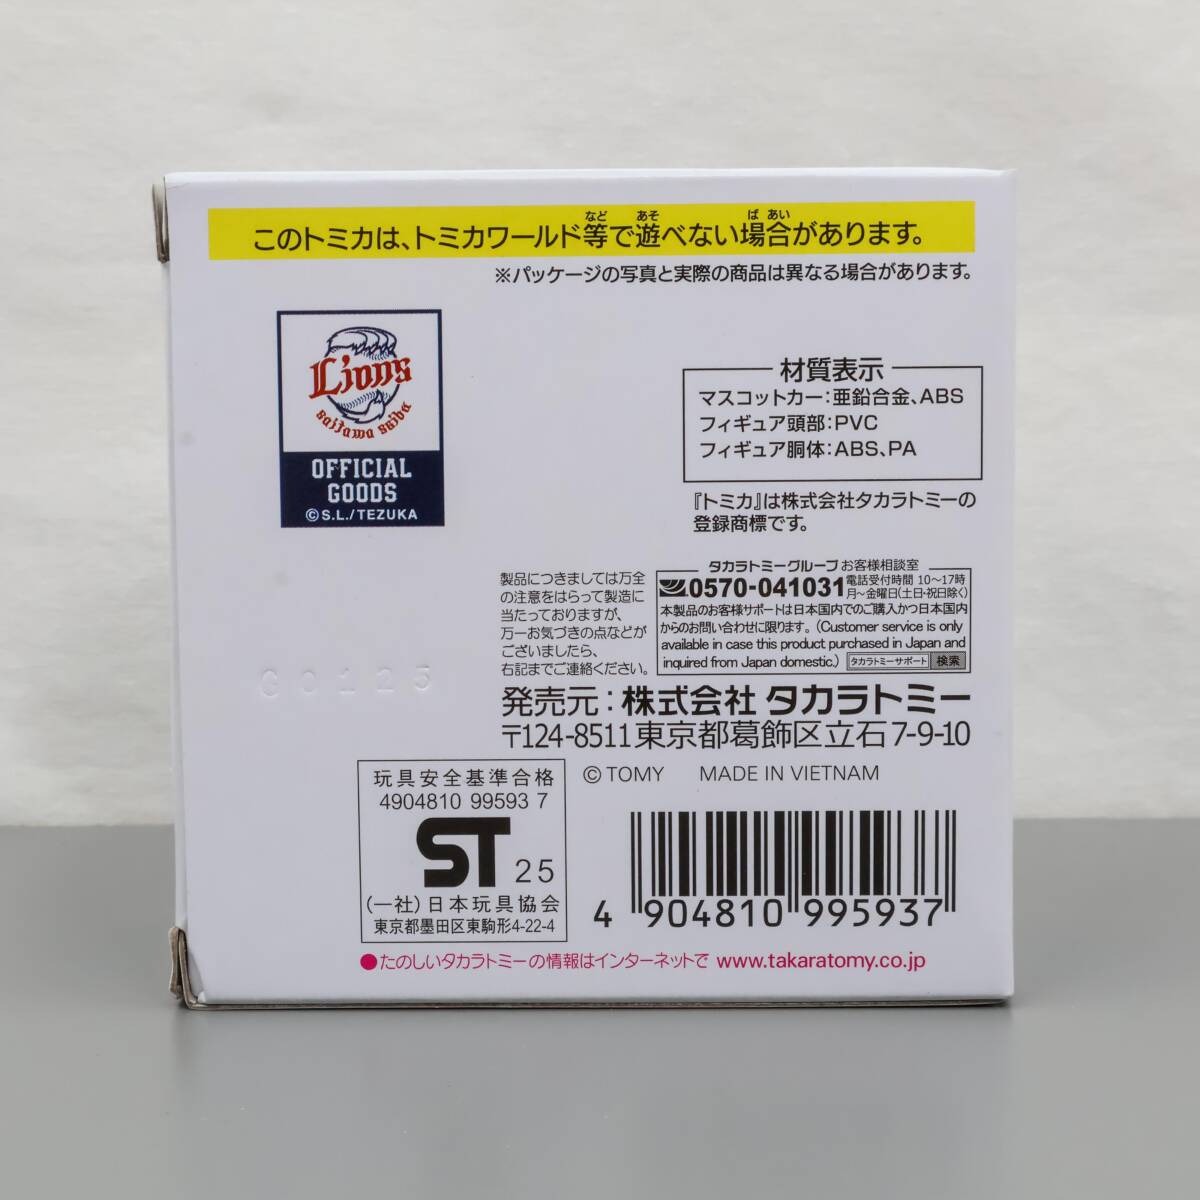 このトミカは、トミカワールド等で遊べない場合があります。
など あそ ば あい
※パッケージの写真と実際の商品は異なる場合があります。
Lions
saitama seibu
OFFICIAL
GOODS
©S.L./TEZUKA
材質表示
マスコットカー：亜鉛合金、ABS
フィギュア頭部：PVC
フィギュア胴体：ABS、PA
『トミカ』は株式会社タカラトミーの
登録商標です。
製品につきましては万全
の注意をはらって製造に
当たっておりますが、
万一お気づきの点などが
ございましたら、
右記までご連絡ください。
タカラトミーグループ お客様相談室
0570-041031 電話受付時間 10〜17時
月〜金曜日(土日・祝日除く)
本製品のお客様サポートは日本国内でのご購入かつ日本国内
からのお問い合わせに限ります。(Customer service is only
available in case this product purchased in Japan and
inquired from Japan domestic.) タカラトミーサポート 検索
G0125
発売元：株式会社 タカラトミー
〒124-8511 東京都葛飾区立石7-9-10
©TOMY MADE IN VIETNAM
玩具安全基準合格
4904810 99593 7
ST 25
(一社)日本玩具協会
東京都墨田区東駒形4-22-4
4 904810 995937
●たのしいタカラトミーの情報はインターネットで www.takaratomy.co.jp